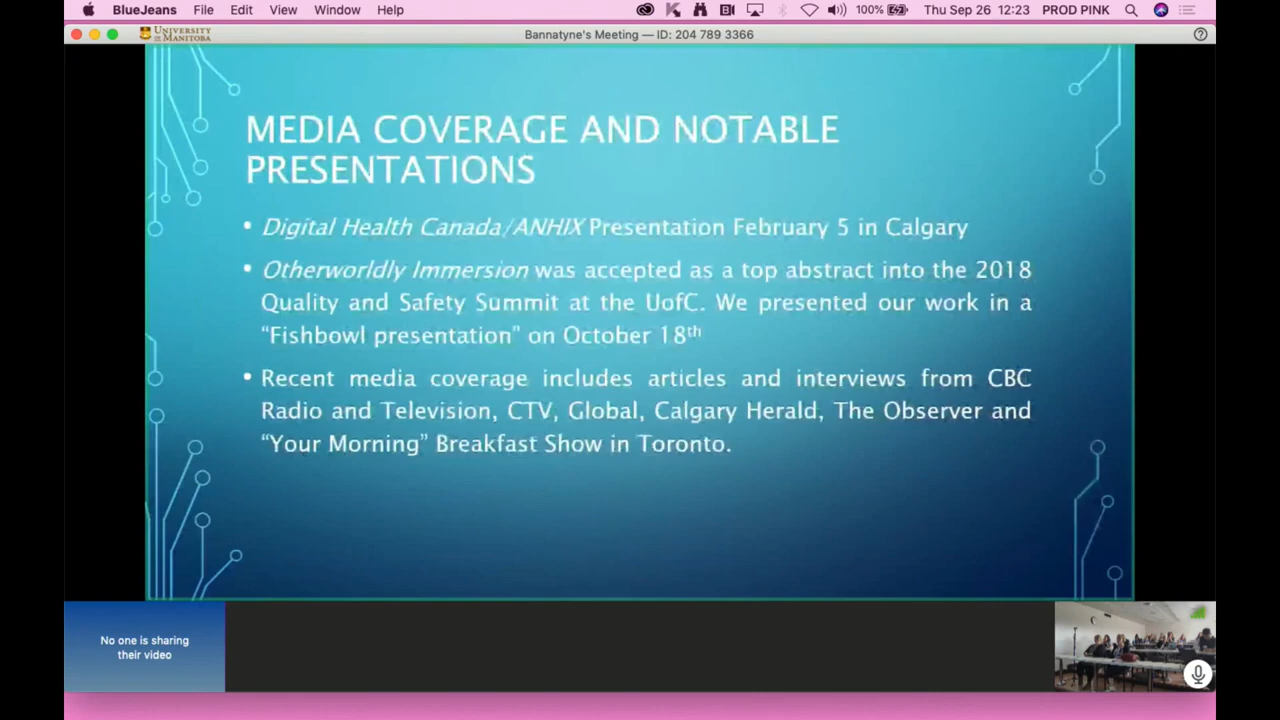 BlueJeans File Edit View Window Help 100% Thu Sep 26 12:23 PROD PINK
UNIVERSITY
OF MANITOBA
Bannatyne's Meeting — ID: 204 789 3366
MEDIA COVERAGE AND NOTABLE
PRESENTATIONS
• Digital Health Canada/ANHIX Presentation February 5 in Calgary
• Otherworldly Immersion was accepted as a top abstract into the 2018
Quality and Safety Summit at the UofC. We presented our work in a
“Fishbowl presentation” on October 18th
• Recent media coverage includes articles and interviews from CBC
Radio and Television, CTV, Global, Calgary Herald, The Observer and
“Your Morning” Breakfast Show in Toronto.
No one is sharing
their video